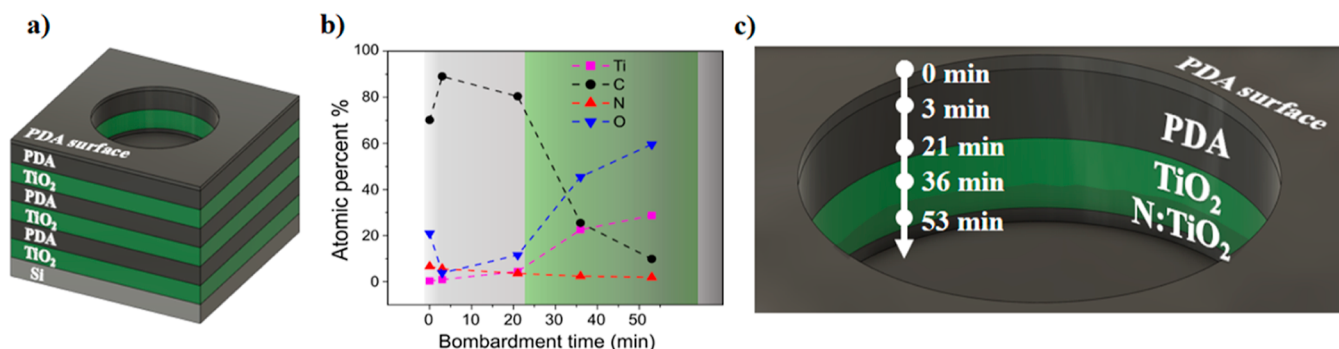 a)
PDA surface
PDA
TiO₂
PDA
TiO₂
PDA
TiO₂
Si
b)
Atomic percent %
100
80
60
40
20
0
Ti
C
N
O
0 10 20 30 40 50
Bombardment time (min)
c)
PDA surface
0 min
3 min
21 min
36 min
53 min
PDA
TiO₂
N:TiO₂